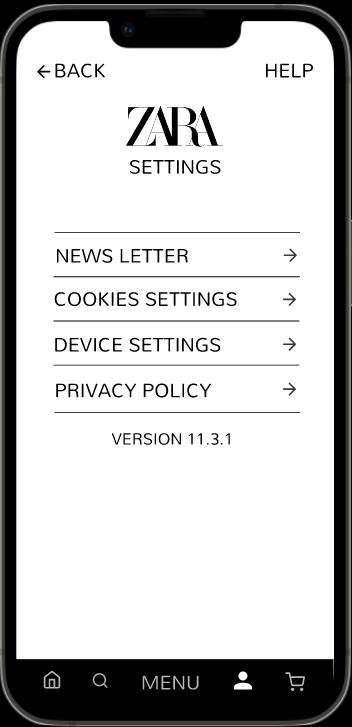 BACK HELP
ZARA
SETTINGS
NEWS LETTER
COOKIES SETTINGS
DEVICE SETTINGS
PRIVACY POLICY
VERSION 11.3.1
MENU